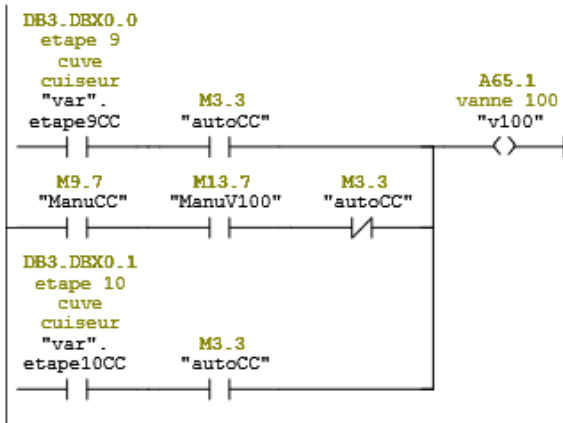 DB3.DBX0.0
etape 9
cuve
cuiseur
"var".
etape9CC
M3.3
"autoCC"
A65.1
vanne 100
"v100"
M9.7
"ManuCC"
M13.7
"ManuV100"
M3.3
"autoCC"
DB3.DBX0.1
etape 10
cuve
cuiseur
"var".
etape10CC
M3.3
"autoCC"